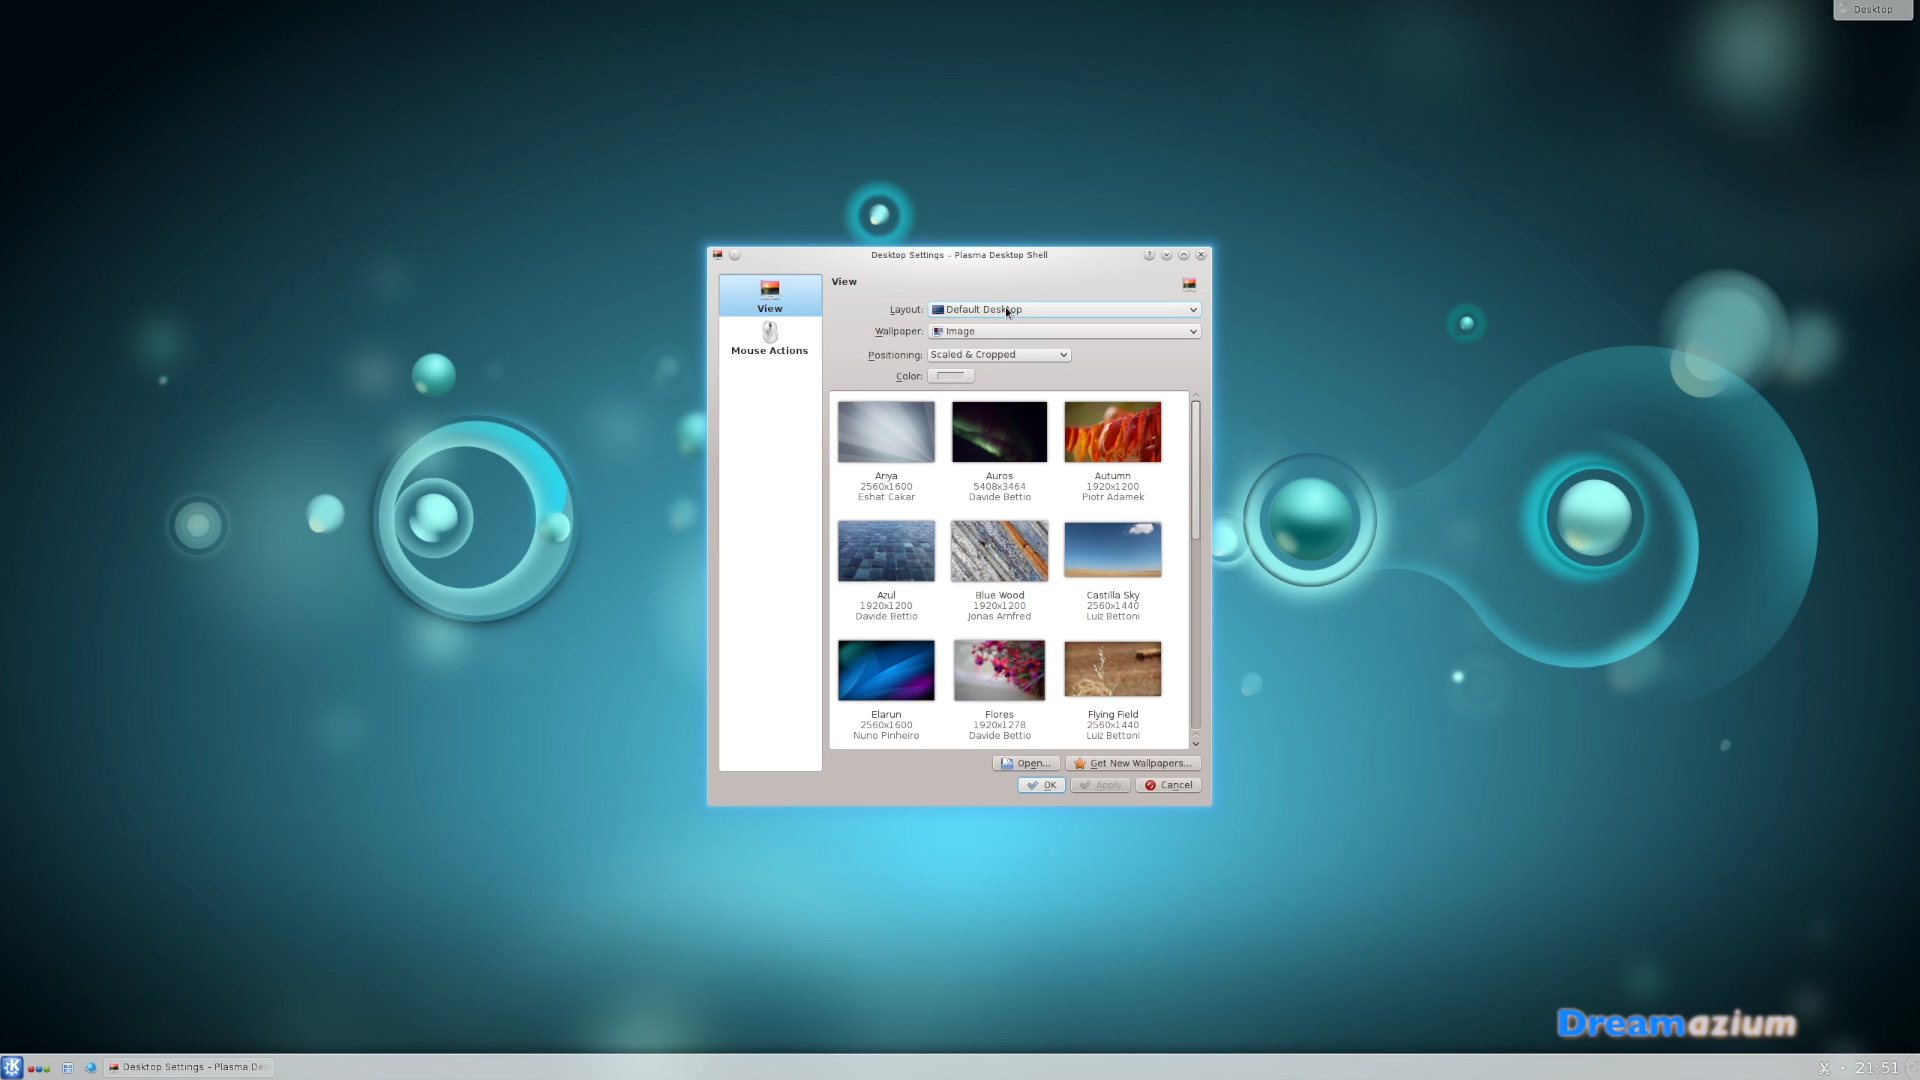 Desktop
Desktop Settings – Plasma Desktop Shell
View
Mouse Actions
View
Layout: Default Desktop
Wallpaper: Image
Positioning: Scaled & Cropped
Color:
Ariya
2560x1600
Eshat Cakar
Auros
5408x3464
Davide Bettio
Autumn
1920x1200
Piotr Adamek
Azul
1920x1200
Davide Bettio
Blue Wood
1920x1200
Jonas Arnfred
Castilla Sky
2560x1440
Luiz Bettoni
Elarun
2560x1600
Nuno Pinheiro
Flores
1920x1278
Davide Bettio
Flying Field
2560x1440
Luiz Bettoni
Open...
Get New Wallpapers...
OK
Apply
Cancel
Dreamazium
Desktop Settings – Plasma De
21:51